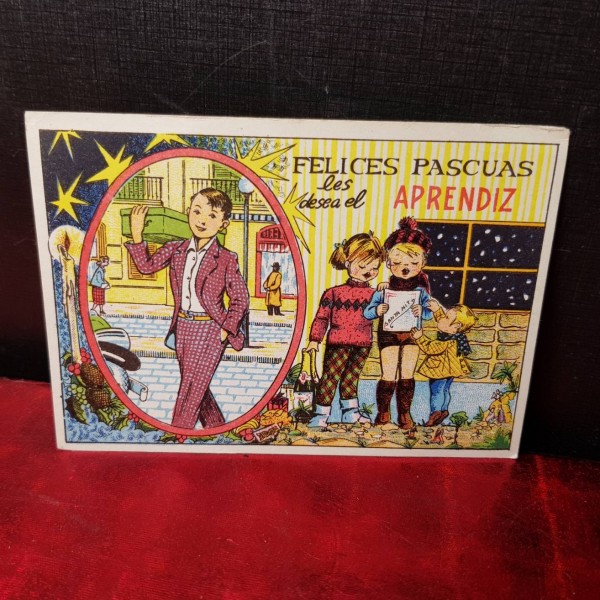 FELICES PASCUAS
les
desea el APRENDIZ